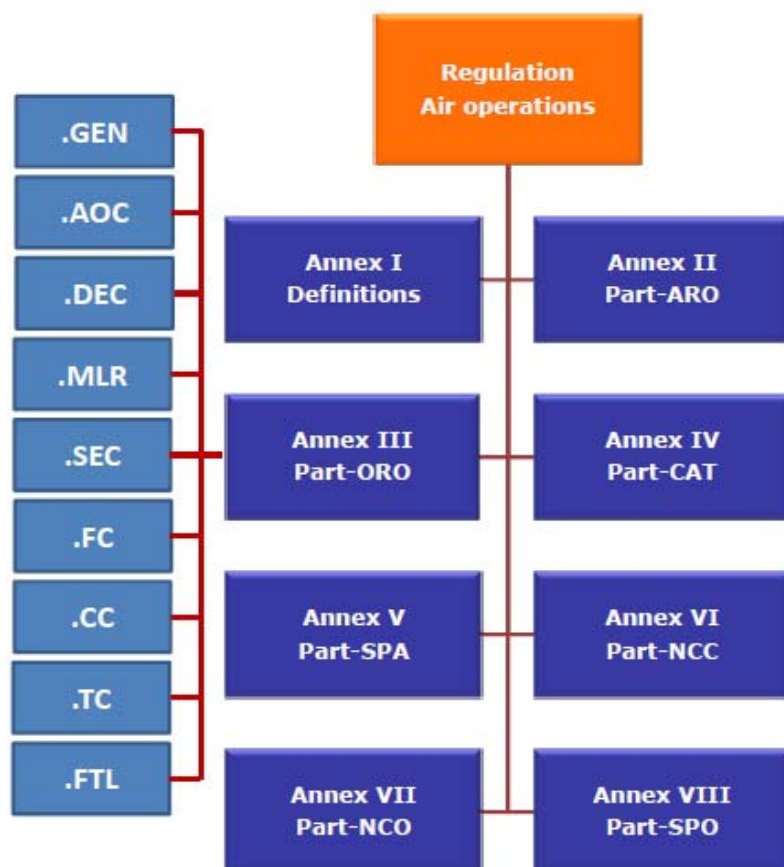 Regulation
Air operations
.GEN
.AOC
.DEC
.MLR
.SEC
.FC
.CC
.TC
.FTL
Annex I
Definitions
Annex II
Part-ARO
Annex III
Part-ORO
Annex IV
Part-CAT
Annex V
Part-SPA
Annex VI
Part-NCC
Annex VII
Part-NCO
Annex VIII
Part-SPO